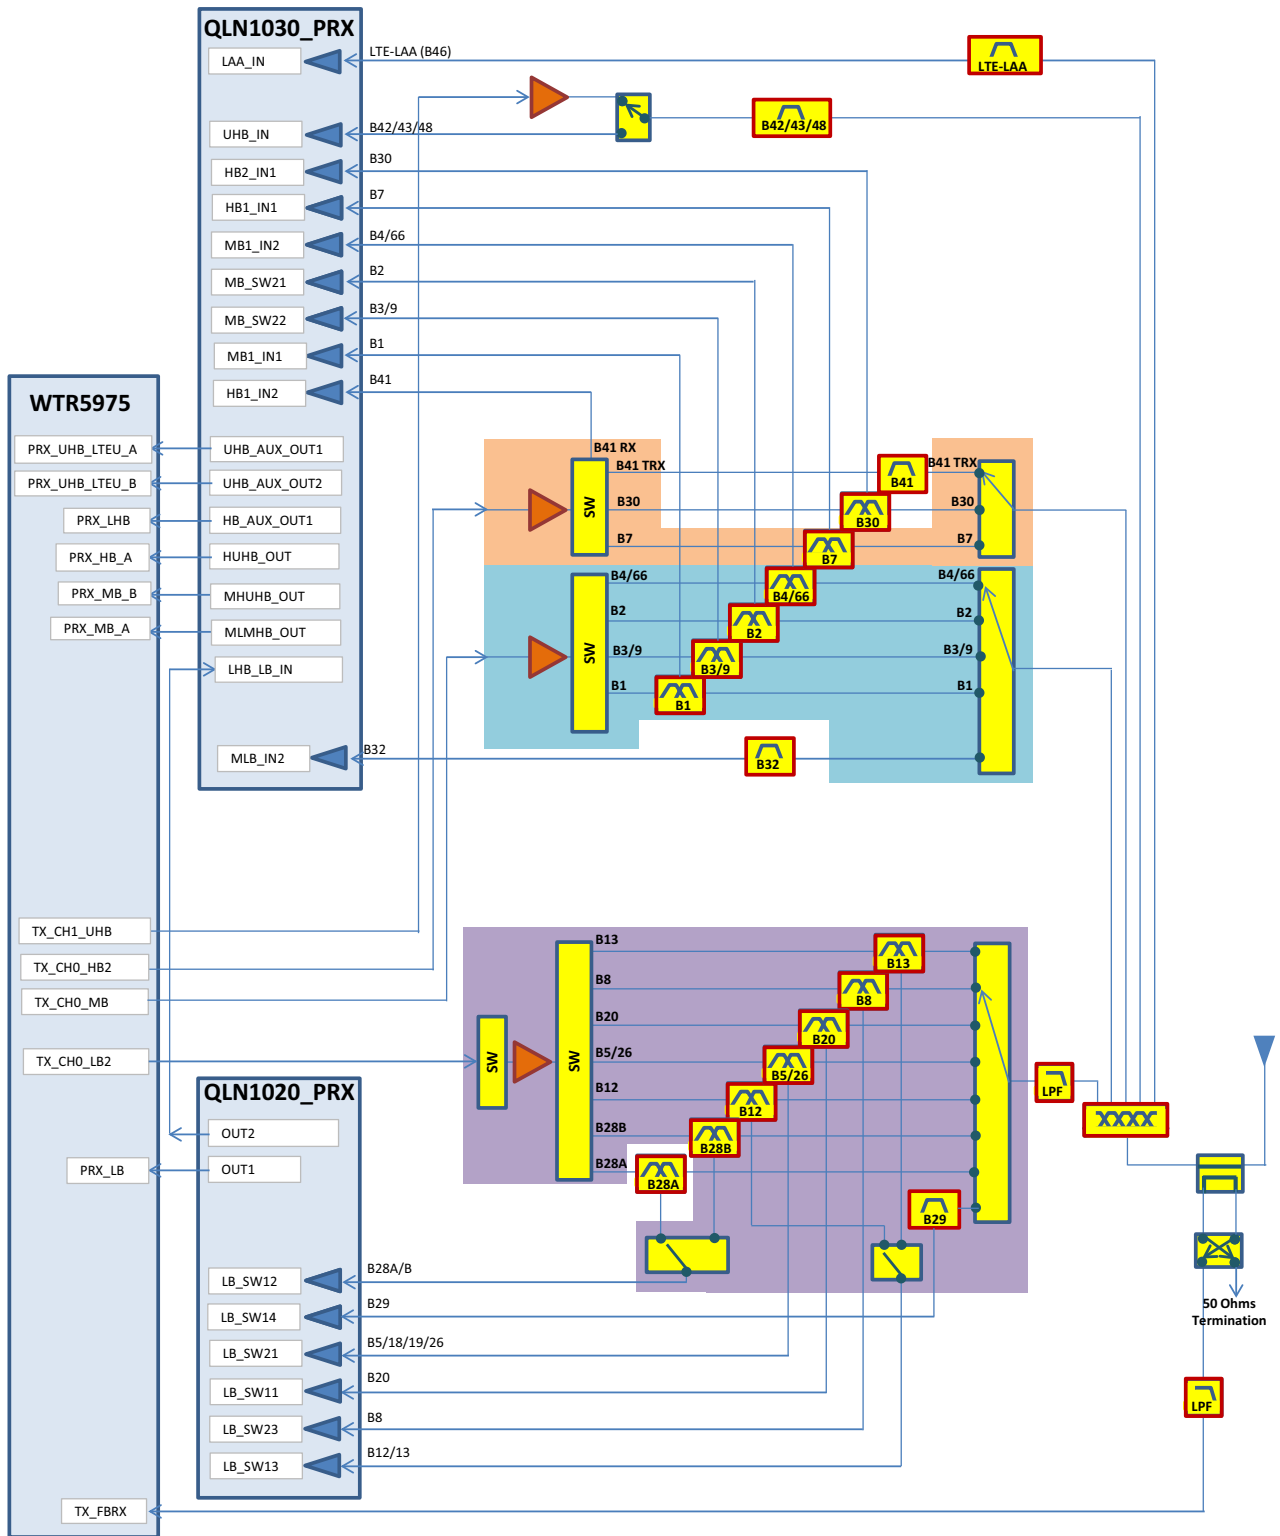 QLN1030_PRX
LAA_IN
LTE-LAA (B46)
LTE-LAA
UHB_IN
B42/43/48
B42/43/48
HB2_IN1
B30
HB1_IN1
B7
MB1_IN2
B4/66
MB_SW21
B2
MB_SW22
B3/9
MB1_IN1
B1
HB1_IN2
B41
WTR5975
PRX_UHB_LTEU_A
UHB_AUX_OUT1
PRX_UHB_LTEU_B
UHB_AUX_OUT2
PRX_LHB
HB_AUX_OUT1
PRX_HB_A
HUHB_OUT
PRX_MB_B
MHUHB_OUT
PRX_MB_A
MLMHB_OUT
LHB_LB_IN
MLB_IN2
B32
B32
B41 RX
B41 TRX
B41
B41 TRX
SW
B30
B30
B30
B7
B7
B7
B4/66
B4/66
B4/66
B2
B2
B2
SW
B3/9
B3/9
B3/9
B1
B1
B1
TX_CH1_UHB
TX_CH0_HB2
TX_CH0_MB
TX_CH0_LB2
B13
B13
B8
B8
B20
B20
SW
SW
B5/26
B5/26
B12
B12
B28B
B28B
B28A
B28A
B29
LPF
QLN1020_PRX
OUT2
PRX_LB
OUT1
LB_SW12
B28A/B
LB_SW14
B29
LB_SW21
B5/18/19/26
LB_SW11
B20
LB_SW23
B8
LB_SW13
B12/13
XXXX
50 Ohms
Termination
LPF
TX_FBRX